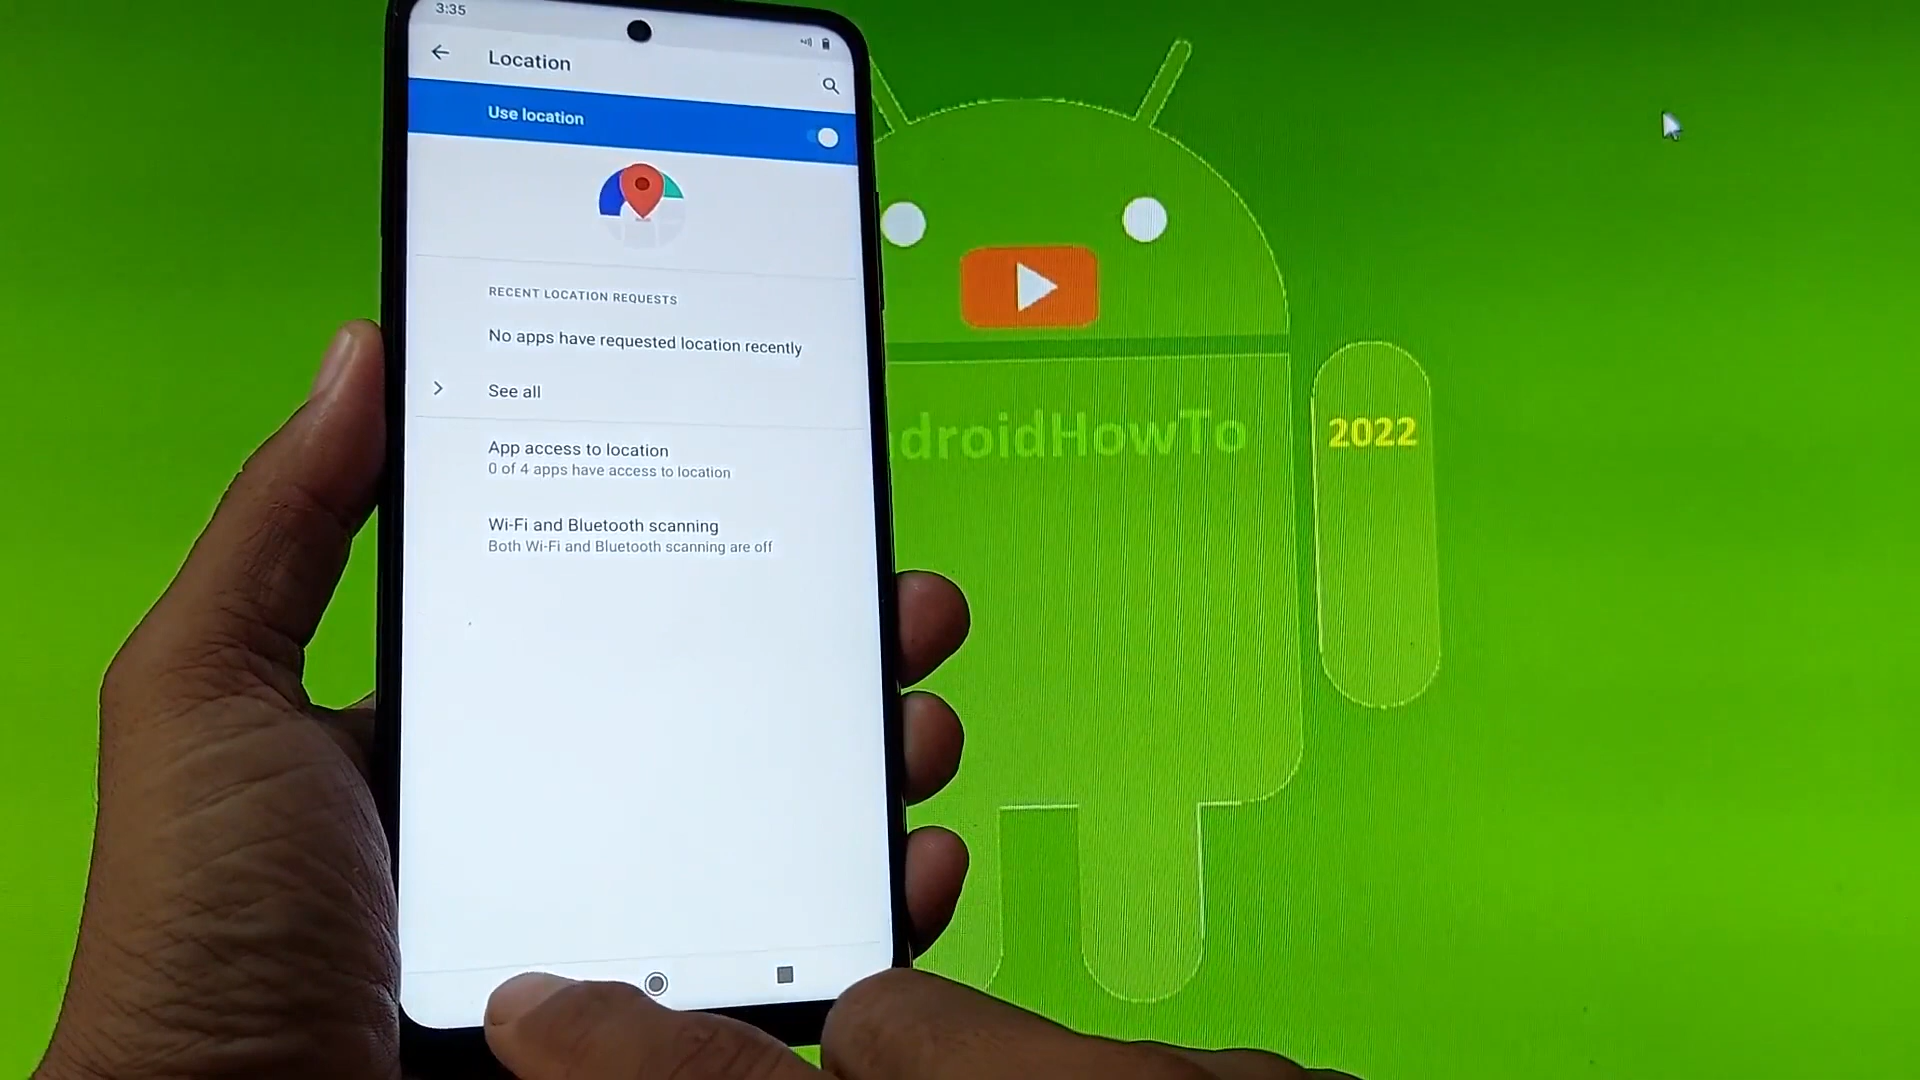 3:35
Location
Use location
RECENT LOCATION REQUESTS
No apps have requested location recently
See all
App access to location
0 of 4 apps have access to location
Wi-Fi and Bluetooth scanning
Both Wi-Fi and Bluetooth scanning are off
droidHowTo
2022